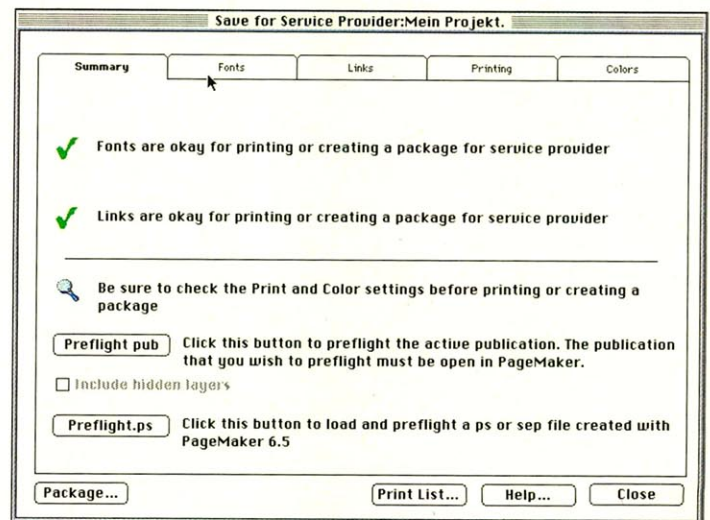 Save for Service Provider:Mein Projekt.
Summary Fonts Links Printing Colors
Fonts are okay for printing or creating a package for service provider
Links are okay for printing or creating a package for service provider
Be sure to check the Print and Color settings before printing or creating a
package
Preflight pub Click this button to preflight the active publication. The publication
that you wish to preflight must be open in PageMaker.
Include hidden layers
Preflight.ps Click this button to load and preflight a ps or sep file created with
PageMaker 6.5
Package... Print List... Help... Close